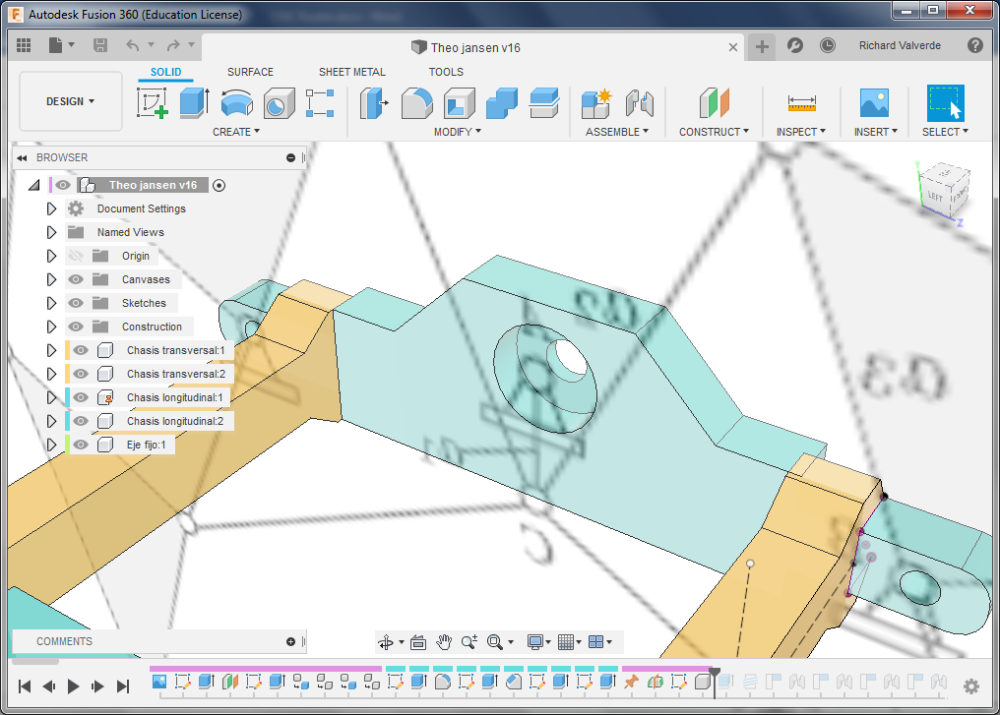 Autodesk Fusion 360 (Education License)
Theo jansen v16
Richard Valverde
SOLID SURFACE SHEET METAL TOOLS
DESIGN
CREATE MODIFY ASSEMBLE CONSTRUCT INSPECT INSERT SELECT
BROWSER
Theo jansen v16
Document Settings
Named Views
Origin
Canvases
Sketches
Construction
Chasis transversal:1
Chasis transversal:2
Chasis longitudinal:1
Chasis longitudinal:2
Eje fijo:1
LEFT
Y
Z
COMMENTS